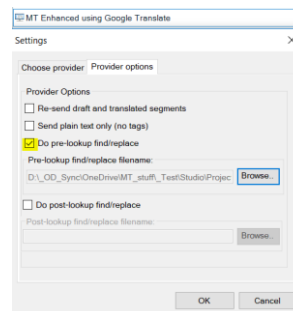 MT Enhanced using Google Translate
Settings
Choose provider Provider options
Provider Options
Re-send draft and translated segments
Send plain text only (no tags)
Do pre-lookup find/replace
Pre-lookup find/replace filename:
D:\_OD_Sync\OneDrive\MT_stuff\_Test\Studio\Projec Browse..
Do post-lookup find/replace
Post-lookup find/replace filename:
Browse..
OK Cancel